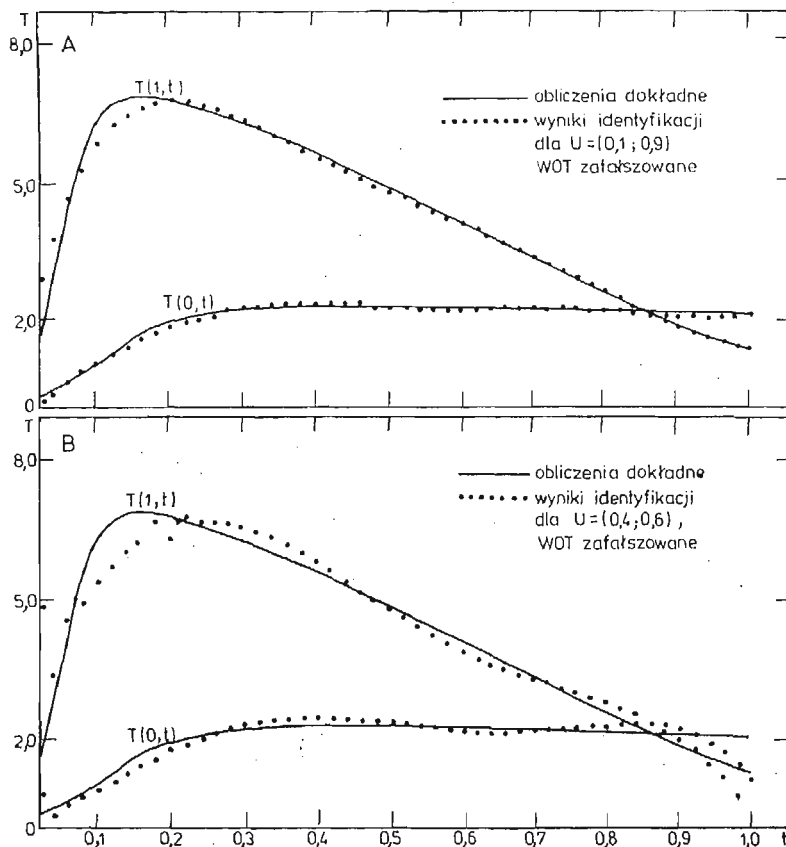 T
A
8,0
T(1,t)
obliczenia dokładne
wyniki identyfikacji
dla U=(0,1;0,9)
WOT zafałszowane
5,0
T(0,t)
2,0
0
T
B
8,0
obliczenia dokładne
wyniki identyfikacji
dla U=(0,4;0,6),
WOT zafałszowane
T(1,t)
5,0
T(0,t)
2,0
0
0,1 0,2 0,3 0,4 0,5 0,6 0,7 0,8 0,9 1,0 t